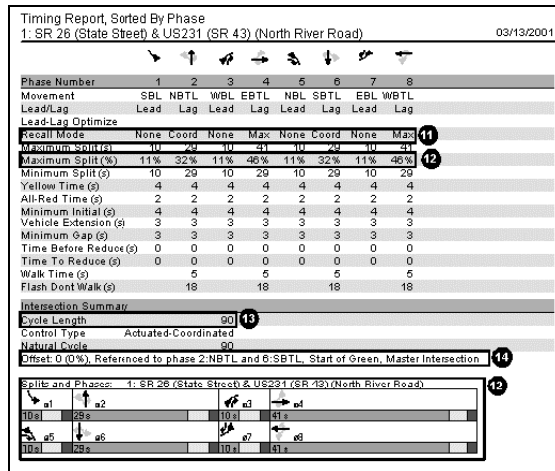 Timing Report, Sorted By Phase
1: SR 26 (State Street) & US231 (SR 43) (North River Road) 03/13/2001
Phase Number 1 2 3 4 5 6 7 8
Movement SBL NBTL WBL EBTL NBL SBTL EBL WBTL
Lead/Lag Lead Lag Lead Lag Lead Lag Lead Lag
Lead-Lag Optimize
Recall Mode None Coord None Max None Coord None Max 11
Maximum Split(s) 10 29 10 41 10 29 10 41
Maximum Split(%) 11% 32% 11% 46% 11% 32% 11% 46% 12
Minimum Split(s) 10 29 10 29 10 29 10 29
Yellow Time (s) 4 4 4 4 4 4 4 4
All-Red Time (s) 2 2 2 2 2 2 2 2
Minimum Initial (s) 4 4 4 4 4 4 4 4
Vehicle Extension (s) 3 3 3 3 3 3 3 3
Minimum Gap (s) 3 3 3 3 3 3 3 3
Time Before Reduce(s) 0 0 0 0 0 0 0 0
Time To Reduce (s) 0 0 0 0 0 0 0 0
Walk Time (s) 5 5 5 5
Flash Dont Walk(s) 18 18 18 18
Intersection Summary
Cycle Length 90 13
Control Type Actuated-Coordinated
Natural Cycle 90
Offset: 0 (0%), Referenced to phase 2:NBTL and 6:SBTL, Start of Green, Master Intersection 14
Splits and Phases: 1: SR 26 (State Street) & US231 (SR 43) (North River Road) 12
ø1 ø2 ø3 ø4
10 s 29 s 10 s 41 s
ø5 ø6 ø7 ø8
10 s 29 s 10 s 41 s